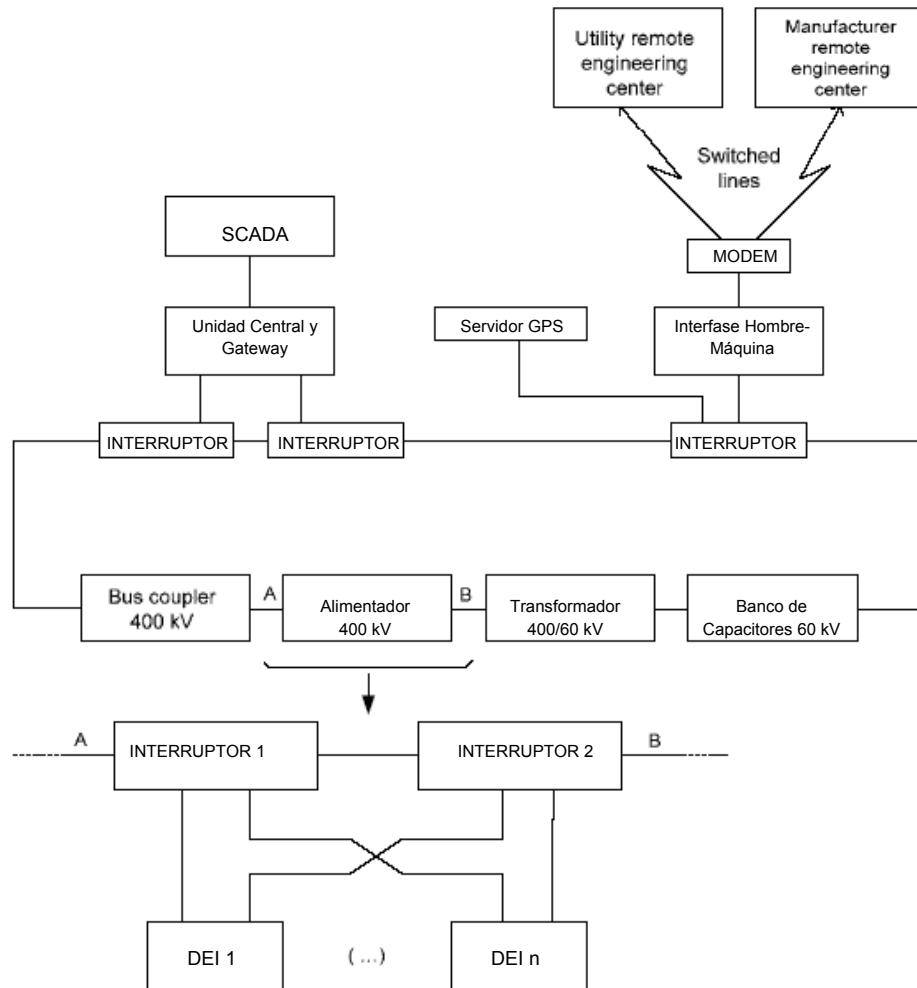 Utility remote
engineering
center
Manufacturer
remote
engineering
center
Switched
lines
SCADA
MODEM
Unidad Central y
Gateway
Servidor GPS
Interfase Hombre-
Máquina
INTERRUPTOR
INTERRUPTOR
INTERRUPTOR
Bus coupler
400 kV
A
Alimentador
400 kV
B
Transformador
400/60 kV
Banco de
Capacitores 60 kV
A
INTERRUPTOR 1
INTERRUPTOR 2
B
DEI 1
(...)
DEI n